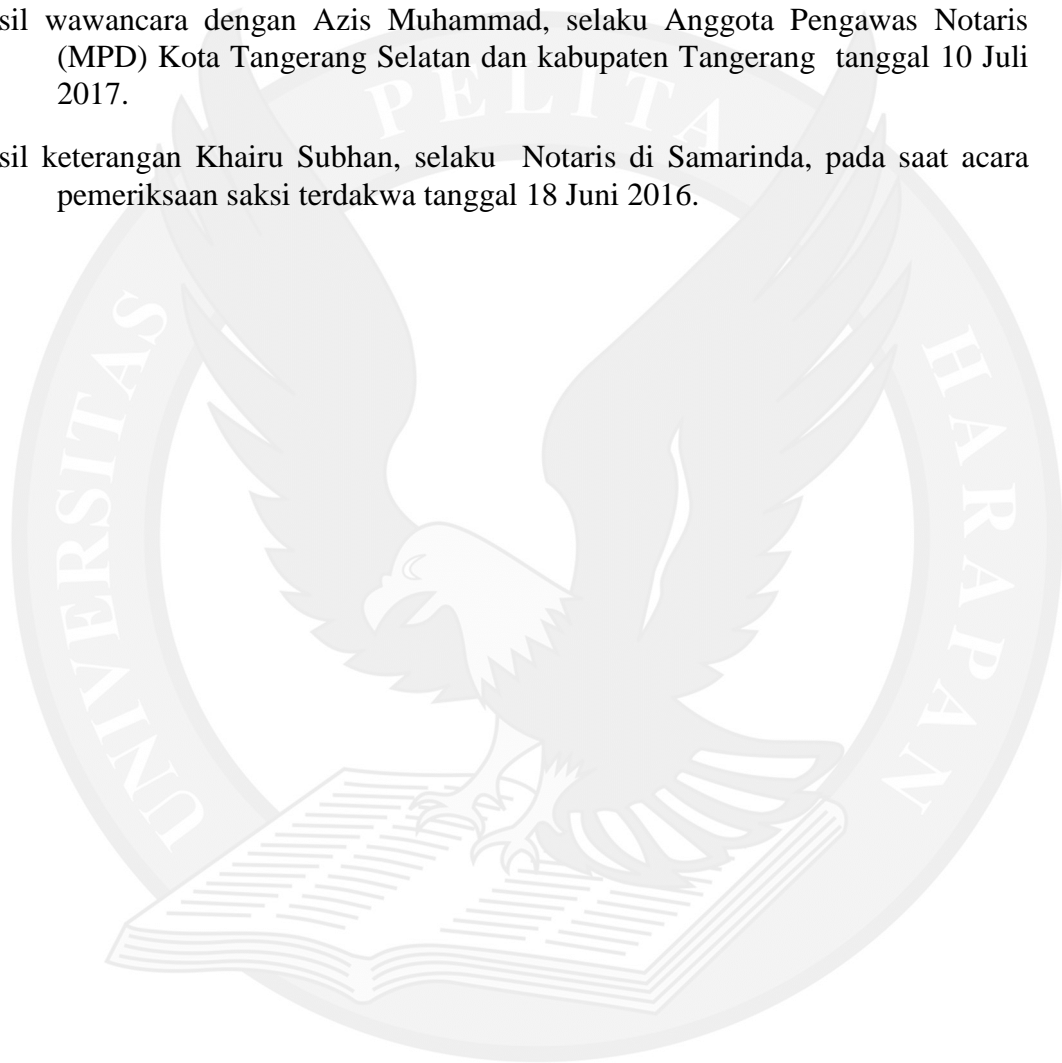 sil wawancara dengan Azis Muhammad, selaku Anggota Pengawas Notaris
(MPD) Kota Tangerang Selatan dan kabupaten Tangerang tanggal 10 Juli
2017.
sil keterangan Khairu Subhan, selaku Notaris di Samarinda, pada saat acara
pemeriksaan saksi terdakwa tanggal 18 Juni 2016.
UNIVERSITAS
PELITA
HARAPAN